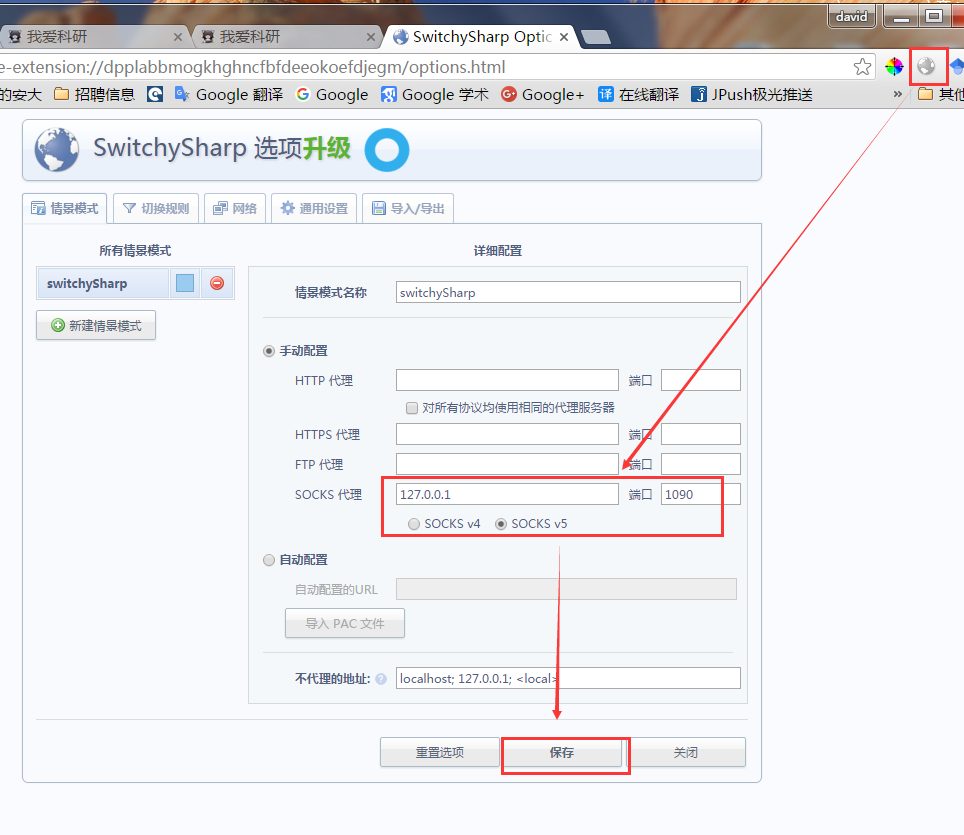 david
我爱科研
我爱科研
SwitchySharp Optic
e-extension://dpplabbmogkhghncfbfdeeokoefdjegm/options.html
的安大 招聘信息 Google 翻译 Google Google 学术 Google+ 在线翻译 JPush极光推送 » 其他
SwitchySharp 选项升级
情景模式 切换规则 网络 通用设置 导入/导出
所有情景模式
switchySharp
新建情景模式
详细配置
情景模式名称 switchySharp
手动配置
HTTP 代理 端口
对所有协议均使用相同的代理服务器
HTTPS 代理 端口
FTP 代理 端口
SOCKS 代理 127.0.0.1 端口 1090
SOCKS v4 SOCKS v5
自动配置
自动配置的URL
导入 PAC 文件
不代理的地址: localhost; 127.0.0.1; <local>
重置选项 保存 关闭